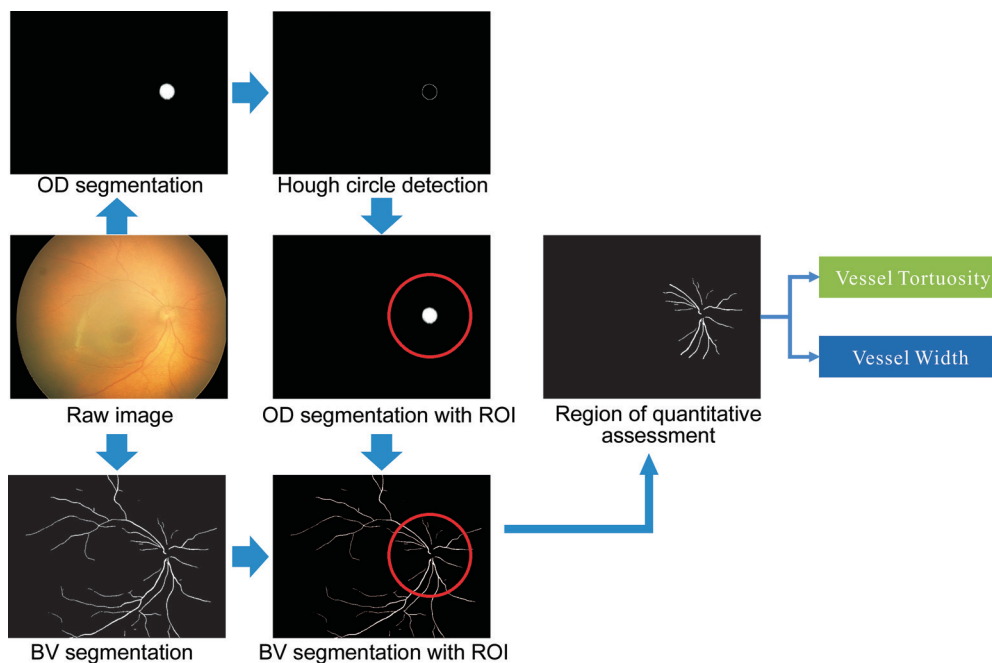 OD segmentation
Hough circle detection
Raw image
OD segmentation with ROI
Region of quantitative
assessment
Vessel Tortuosity
Vessel Width
BV segmentation
BV segmentation with ROI